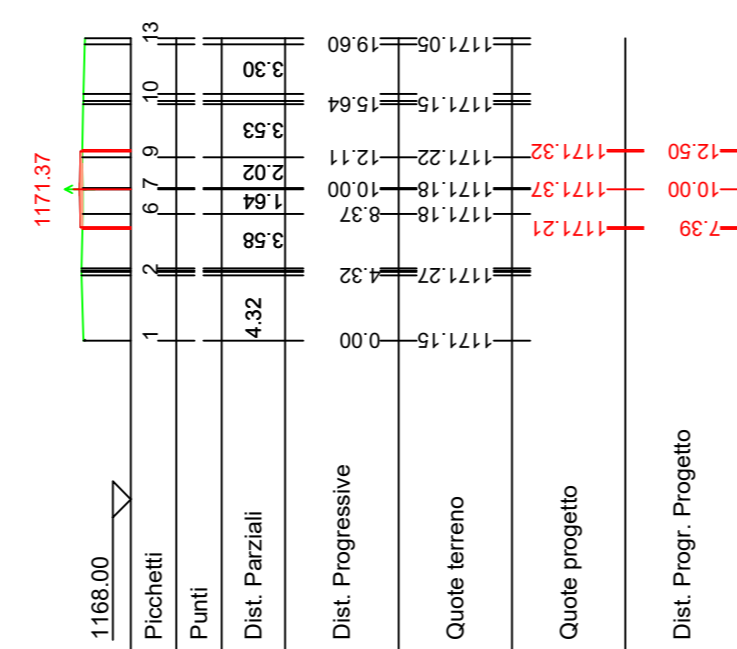 1171.37
1168.00
Picchetti 1 2 6 7 9 10 13
Punti
Dist. Parziali 4.32 3.58 1.64 2.02 3.53 3.30
Dist. Progressive 0.00 4.32 8.37 10.00 12.11 15.64 19.60
Quote terreno 1171.15 1171.27 1171.18 1171.18 1171.22 1171.15 1171.05
Quote progetto 1171.21 1171.37 1171.32
Dist. Progr. Progetto 7.39 10.00 12.50